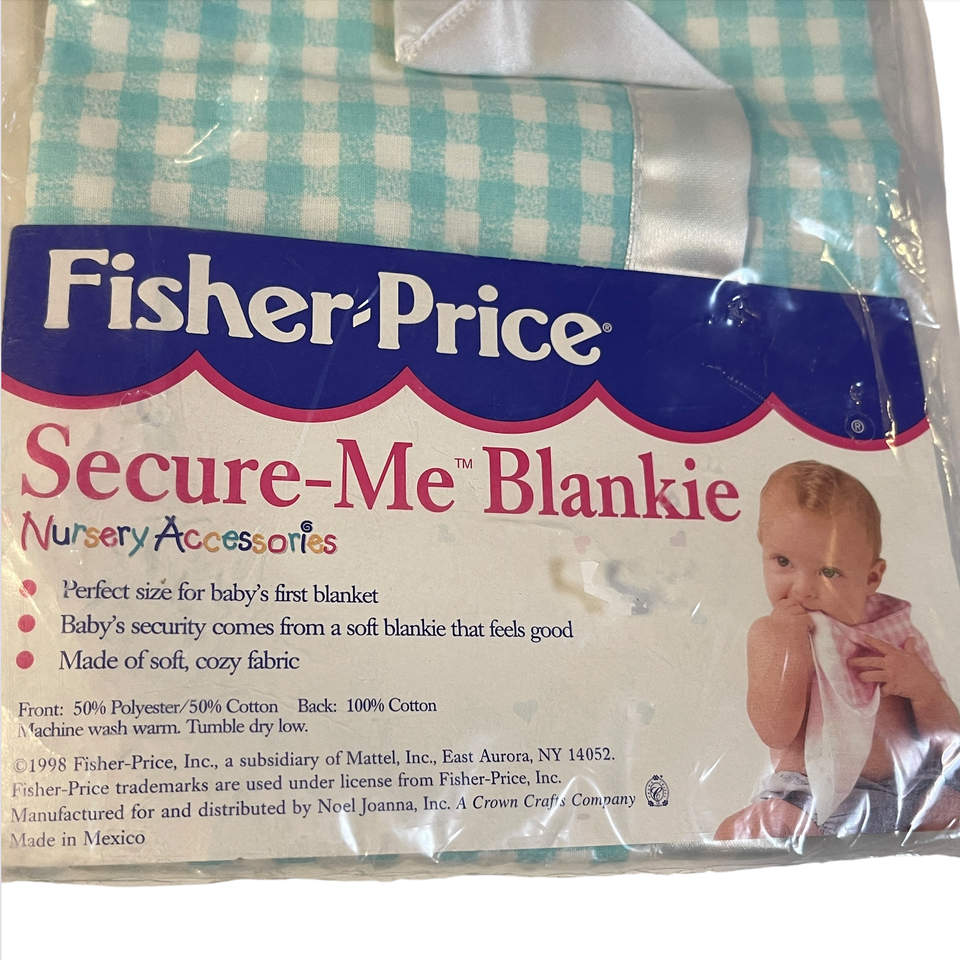 Fisher-Price®
®
Secure-Me™ Blankie
Nursery Accessories
Perfect size for baby's first blanket
Baby's security comes from a soft blankie that feels good
Made of soft, cozy fabric
Front: 50% Polyester/50% Cotton Back: 100% Cotton
Machine wash warm. Tumble dry low.
©1998 Fisher-Price, Inc., a subsidiary of Mattel, Inc., East Aurora, NY 14052.
Fisher-Price trademarks are used under license from Fisher-Price, Inc.
Manufactured for and distributed by Noel Joanna, Inc. A Crown Crafts Company
Made in Mexico